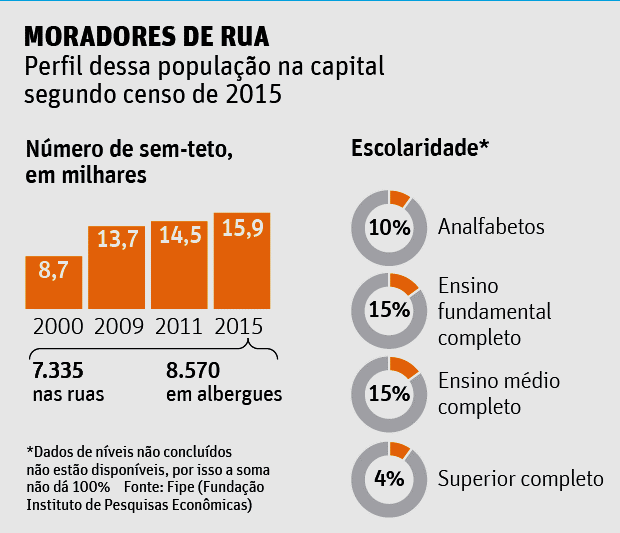 MORADORES DE RUA
Perfil dessa população na capital
segundo censo de 2015
Número de sem-teto,
em milhares
8,7
13,7
14,5
15,9
2000 2009 2011 2015
7.335
nas ruas
8.570
em albergues
*Dados de níveis não concluídos
não estão disponíveis, por isso a soma
não dá 100% Fonte: Fipe (Fundação
Instituto de Pesquisas Econômicas)
Escolaridade*
10% Analfabetos
15% Ensino
fundamental
completo
15% Ensino médio
completo
4% Superior completo